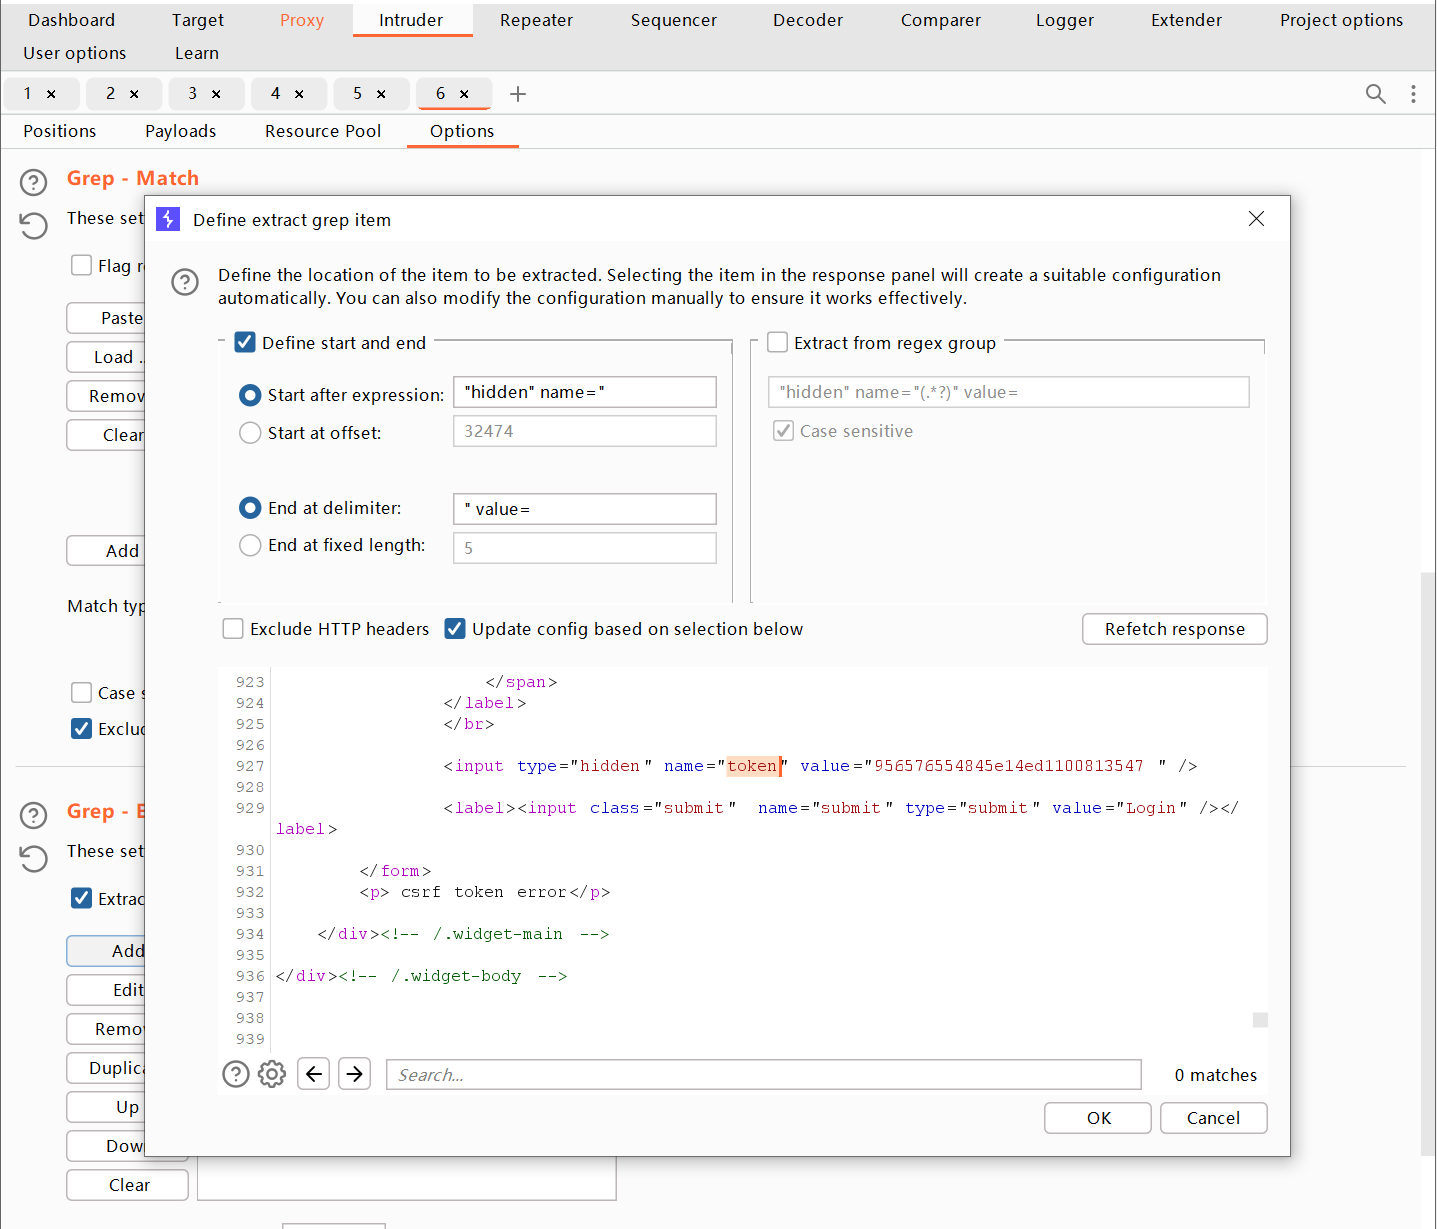 Dashboard Target Proxy Intruder Repeater Sequencer Decoder Comparer Logger Extender Project options
User options Learn
1 × 2 × 3 × 4 × 5 × 6 × +
Positions Payloads Resource Pool Options
Grep - Match
These set
Flag r
Paste
Load ..
Remov
Clear
Add
Match typ
Case s
Exclud
Grep - E
These set
Extrac
Add
Edit
Remov
Duplica
Up
Dow
Clear
Define extract grep item
Define the location of the item to be extracted. Selecting the item in the response panel will create a suitable configuration
automatically. You can also modify the configuration manually to ensure it works effectively.
Define start and end
Start after expression: "hidden" name="
Start at offset: 32474
End at delimiter: " value=
End at fixed length: 5
Extract from regex group
"hidden" name="(.*?)" value=
Case sensitive
Exclude HTTP headers Update config based on selection below Refetch response
923 </span>
924 </label>
925 </br>
926
927 <input type="hidden" name="token" value="956576554845e14ed1100813547 " />
928
929 <label><input class="submit" name="submit" type="submit" value="Login" /></
label>
930
931 </form>
932 <p> csrf token error</p>
933
934 </div><!-- /.widget-main -->
935
936 </div><!-- /.widget-body -->
937
938
939
Search... 0 matches
OK Cancel